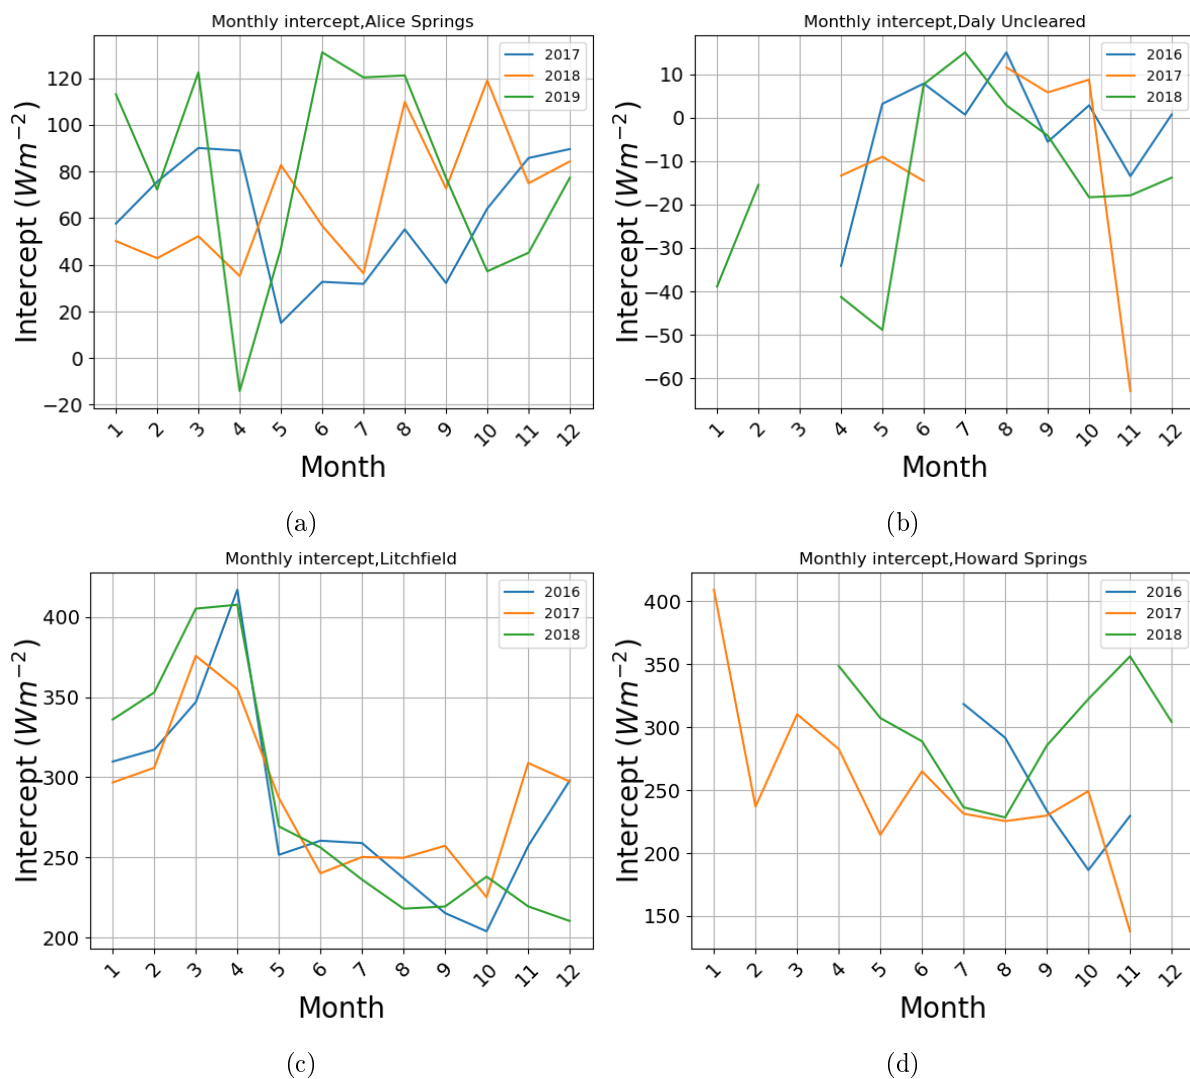 Monthly intercept,Alice Springs
Intercept (Wm⁻²)
120
100
80
60
40
20
0
−20
2017
2018
2019
1 2 3 4 5 6 7 8 9 10 11 12
Month
(a)
Monthly intercept,Daly Uncleared
Intercept (Wm⁻²)
10
0
−10
−20
−30
−40
−50
−60
2016
2017
2018
1 2 3 4 5 6 7 8 9 10 11 12
Month
(b)
Monthly intercept,Litchfield
Intercept (Wm⁻²)
400
350
300
250
200
2016
2017
2018
1 2 3 4 5 6 7 8 9 10 11 12
Month
(c)
Monthly intercept,Howard Springs
Intercept (Wm⁻²)
400
350
300
250
200
150
2016
2017
2018
1 2 3 4 5 6 7 8 9 10 11 12
Month
(d)